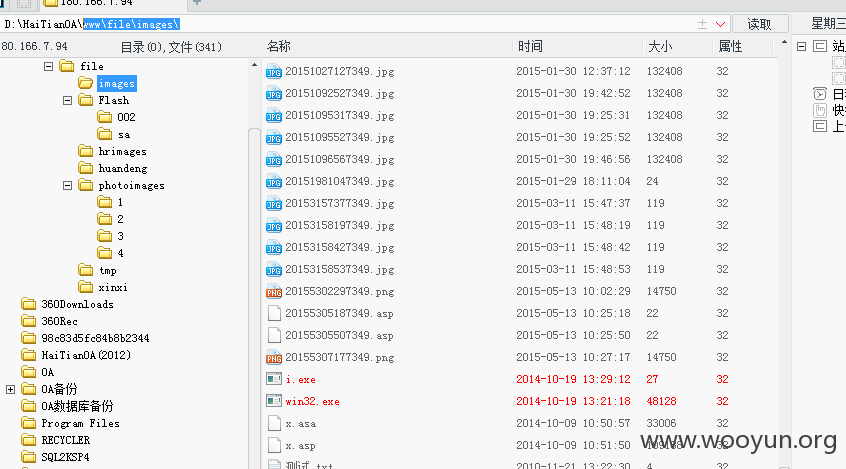 180.166.7.94
D:\HaiTianOA\www\file\images\
读取
星期三
80.166.7.94
目录(0),文件(341)
名称
时间
大小
属性
file
images
Flash
002
sa
hrimages
huandeng
photoimages
1
2
3
4
tmp
xinxi
360Downloads
360Rec
98c83d5fc84b8b2344
HaiTianOA(2012)
OA
OA备份
OA数据库备份
Program Files
RECYCLER
SQL2KSP4
20151027127349.jpg 2015-01-30 12:37:12 132408 32
20151092527349.jpg 2015-01-30 19:42:52 132408 32
20151095317349.jpg 2015-01-30 19:25:31 132408 32
20151095527349.jpg 2015-01-30 19:25:52 132408 32
20151096567349.jpg 2015-01-30 19:46:56 132408 32
20151981047349.jpg 2015-01-29 18:11:04 24 32
20153157377349.jpg 2015-03-11 15:47:37 119 32
20153158197349.jpg 2015-03-11 15:48:19 119 32
20153158427349.jpg 2015-03-11 15:48:42 119 32
20153158537349.jpg 2015-03-11 15:48:53 119 32
20155302297349.png 2015-05-13 10:02:29 14750 32
20155305187349.asp 2015-05-13 10:25:18 22 32
20155305507349.asp 2015-05-13 10:25:50 22 32
20155307177349.png 2015-05-13 10:27:17 14750 32
i.exe 2014-10-19 13:29:12 27 32
win32.exe 2014-10-19 13:21:18 48128 32
x.asa 2014-10-09 10:50:57 33006 32
x.asp 2014-10-09 10:51:50 32
测试.txt 2010-11-21 13:22:30 4 32
站
日
快
上
www.wooyun.org